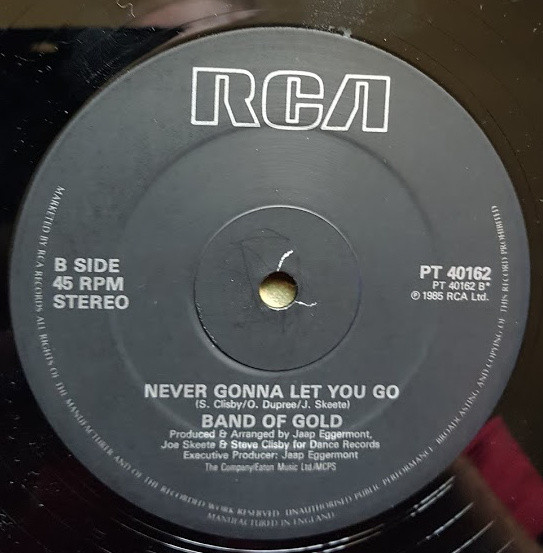 RCA
B SIDE
45 RPM
STEREO
PT 40162
PT 40162 B*
℗ 1985 RCA Ltd.
NEVER GONNA LET YOU GO
(S. Clisby/O. Dupree/J. Skeete)
BAND OF GOLD
Produced & Arranged by Jaap Eggermont,
Joe Skeete & Steve Clisby for Dance Records
Executive Producer: Jaap Eggermont
The Company/Eaton Music Ltd/MCPS
MARKETED BY RCA RECORDS ALL RIGHTS OF THE MANUFACTURER AND OF THE OWNER OF THE RECORDED WORK RESERVED. UNAUTHORISED PUBLIC PERFORMANCE BROADCASTING AND COPYING OF THIS RECORD PROHIBITED
MANUFACTURED IN ENGLAND